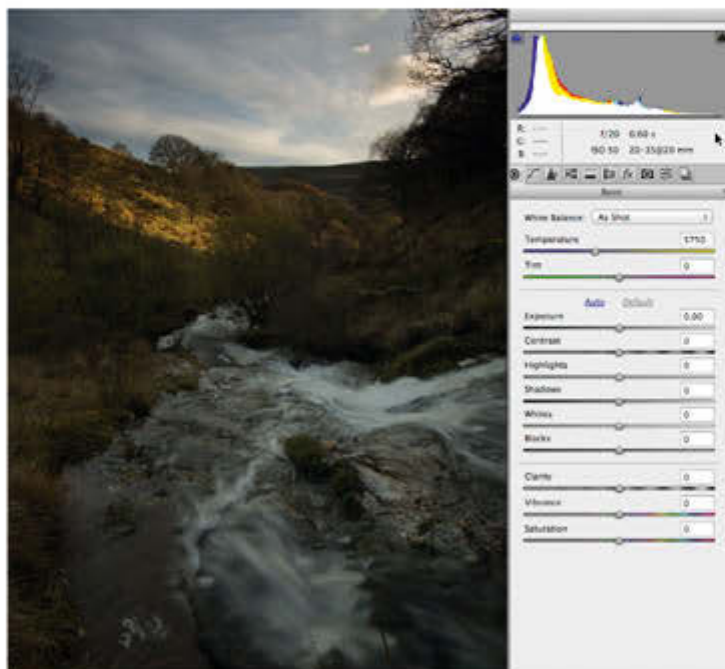 R: ---
G: ---
B: ---
f/20 0.60 s
ISO 50 20-35@20 mm
Basic
White Balance: As Shot
Temperature 5750
Tint 0
Auto Default
Exposure 0.00
Contrast 0
Highlights 0
Shadows 0
Whites 0
Blacks 0
Clarity 0
Vibrance 0
Saturation 0